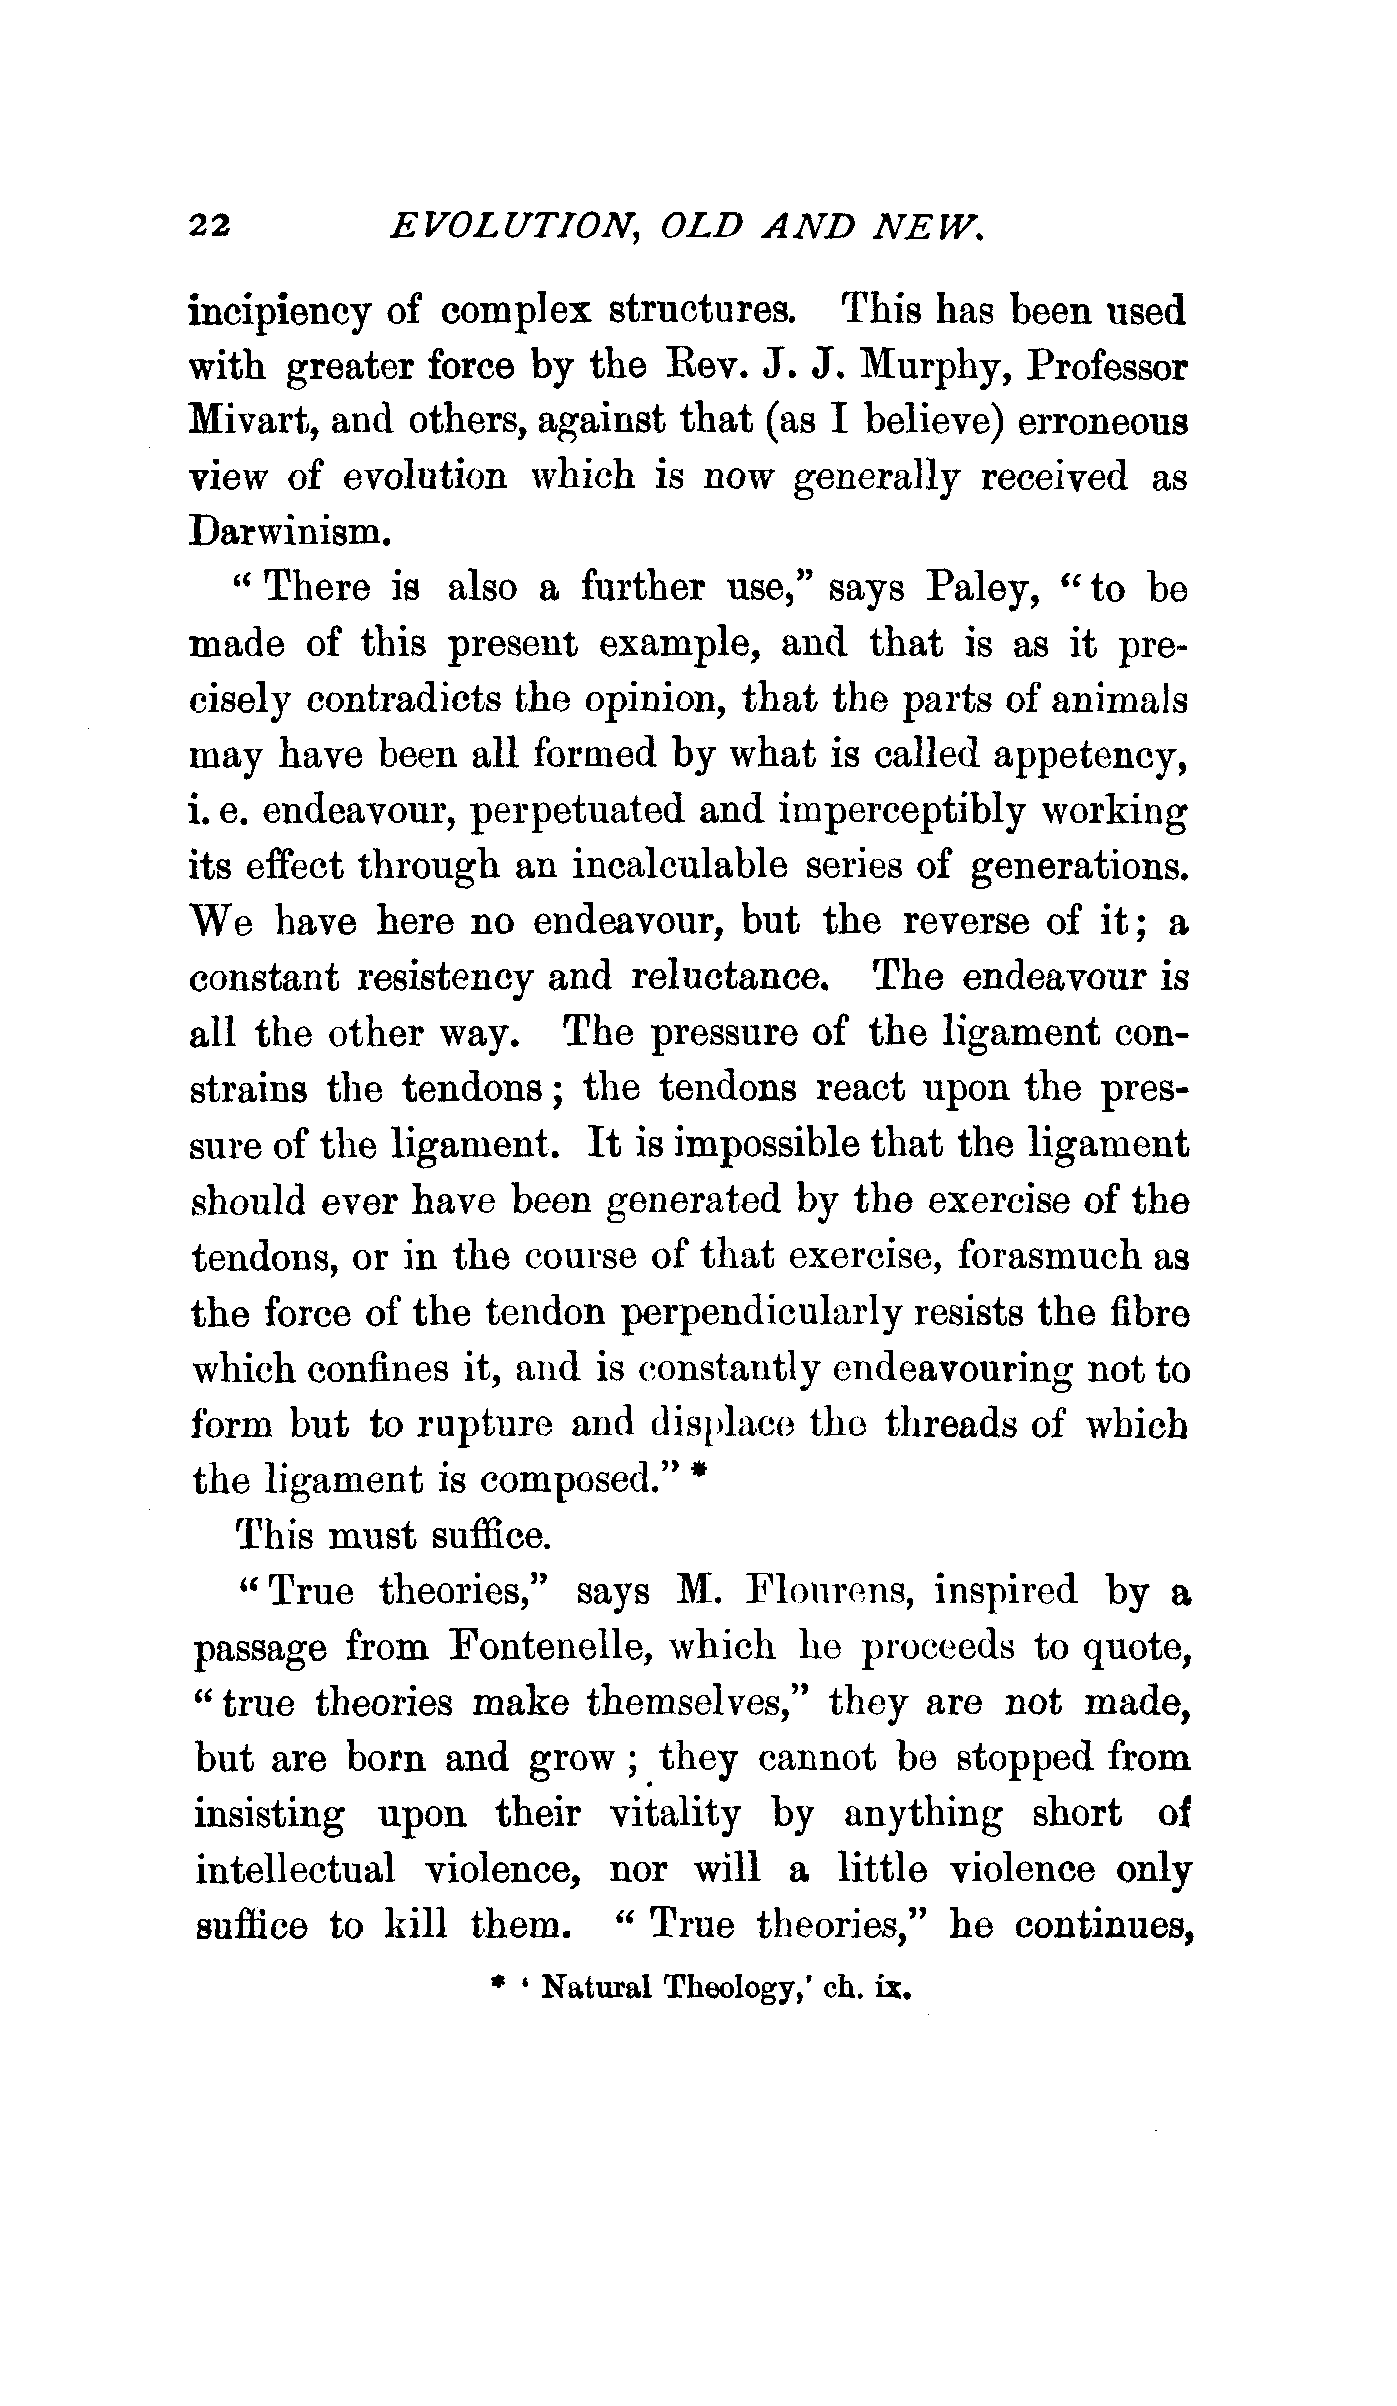 22 EVOLUTION, OLD AND NEW.
incipiency of complex structures. This has been used
with greater force by the Rev. J. J. Murphy, Professor
Mivart, and others, against that (as I believe) erroneous
view of evolution which is now generally received as
Darwinism.
“ There is also a further use,” says Paley, “ to be
made of this present example, and that is as it pre-
cisely contradicts the opinion, that the parts of animals
may have been all formed by what is called appetency,
i. e. endeavour, perpetuated and imperceptibly working
its effect through an incalculable series of generations.
We have here no endeavour, but the reverse of it; a
constant resistency and reluctance. The endeavour is
all the other way. The pressure of the ligament con-
strains the tendons ; the tendons react upon the pres-
sure of the ligament. It is impossible that the ligament
should ever have been generated by the exercise of the
tendons, or in the course of that exercise, forasmuch as
the force of the tendon perpendicularly resists the fibre
which confines it, and is constantly endeavouring not to
form but to rupture and displace the threads of which
the ligament is composed.” *
This must suffice.
“ True theories,” says M. Flourens, inspired by a
passage from Fontenelle, which he proceeds to quote,
“ true theories make themselves,” they are not made,
but are born and grow ; they cannot be stopped from
insisting upon their vitality by anything short of
intellectual violence, nor will a little violence only
suffice to kill them. “ True theories,” he continues,
* ‘ Natural Theology,’ ch. ix.